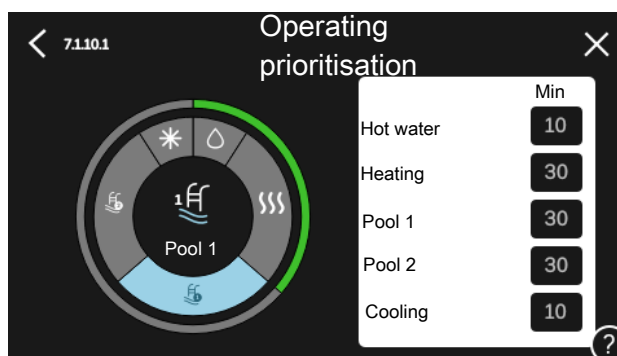 7.1.10.1
Operating
prioritisation
Min
Hot water 10
Heating 30
Pool 1 30
Pool 2 30
Cooling 10
1
Pool 1
?